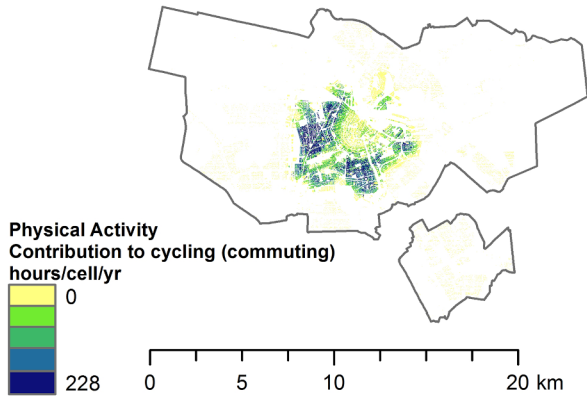 Physical Activity
Contribution to cycling (commuting)
hours/cell/yr
0
228
0 5 10 20 km